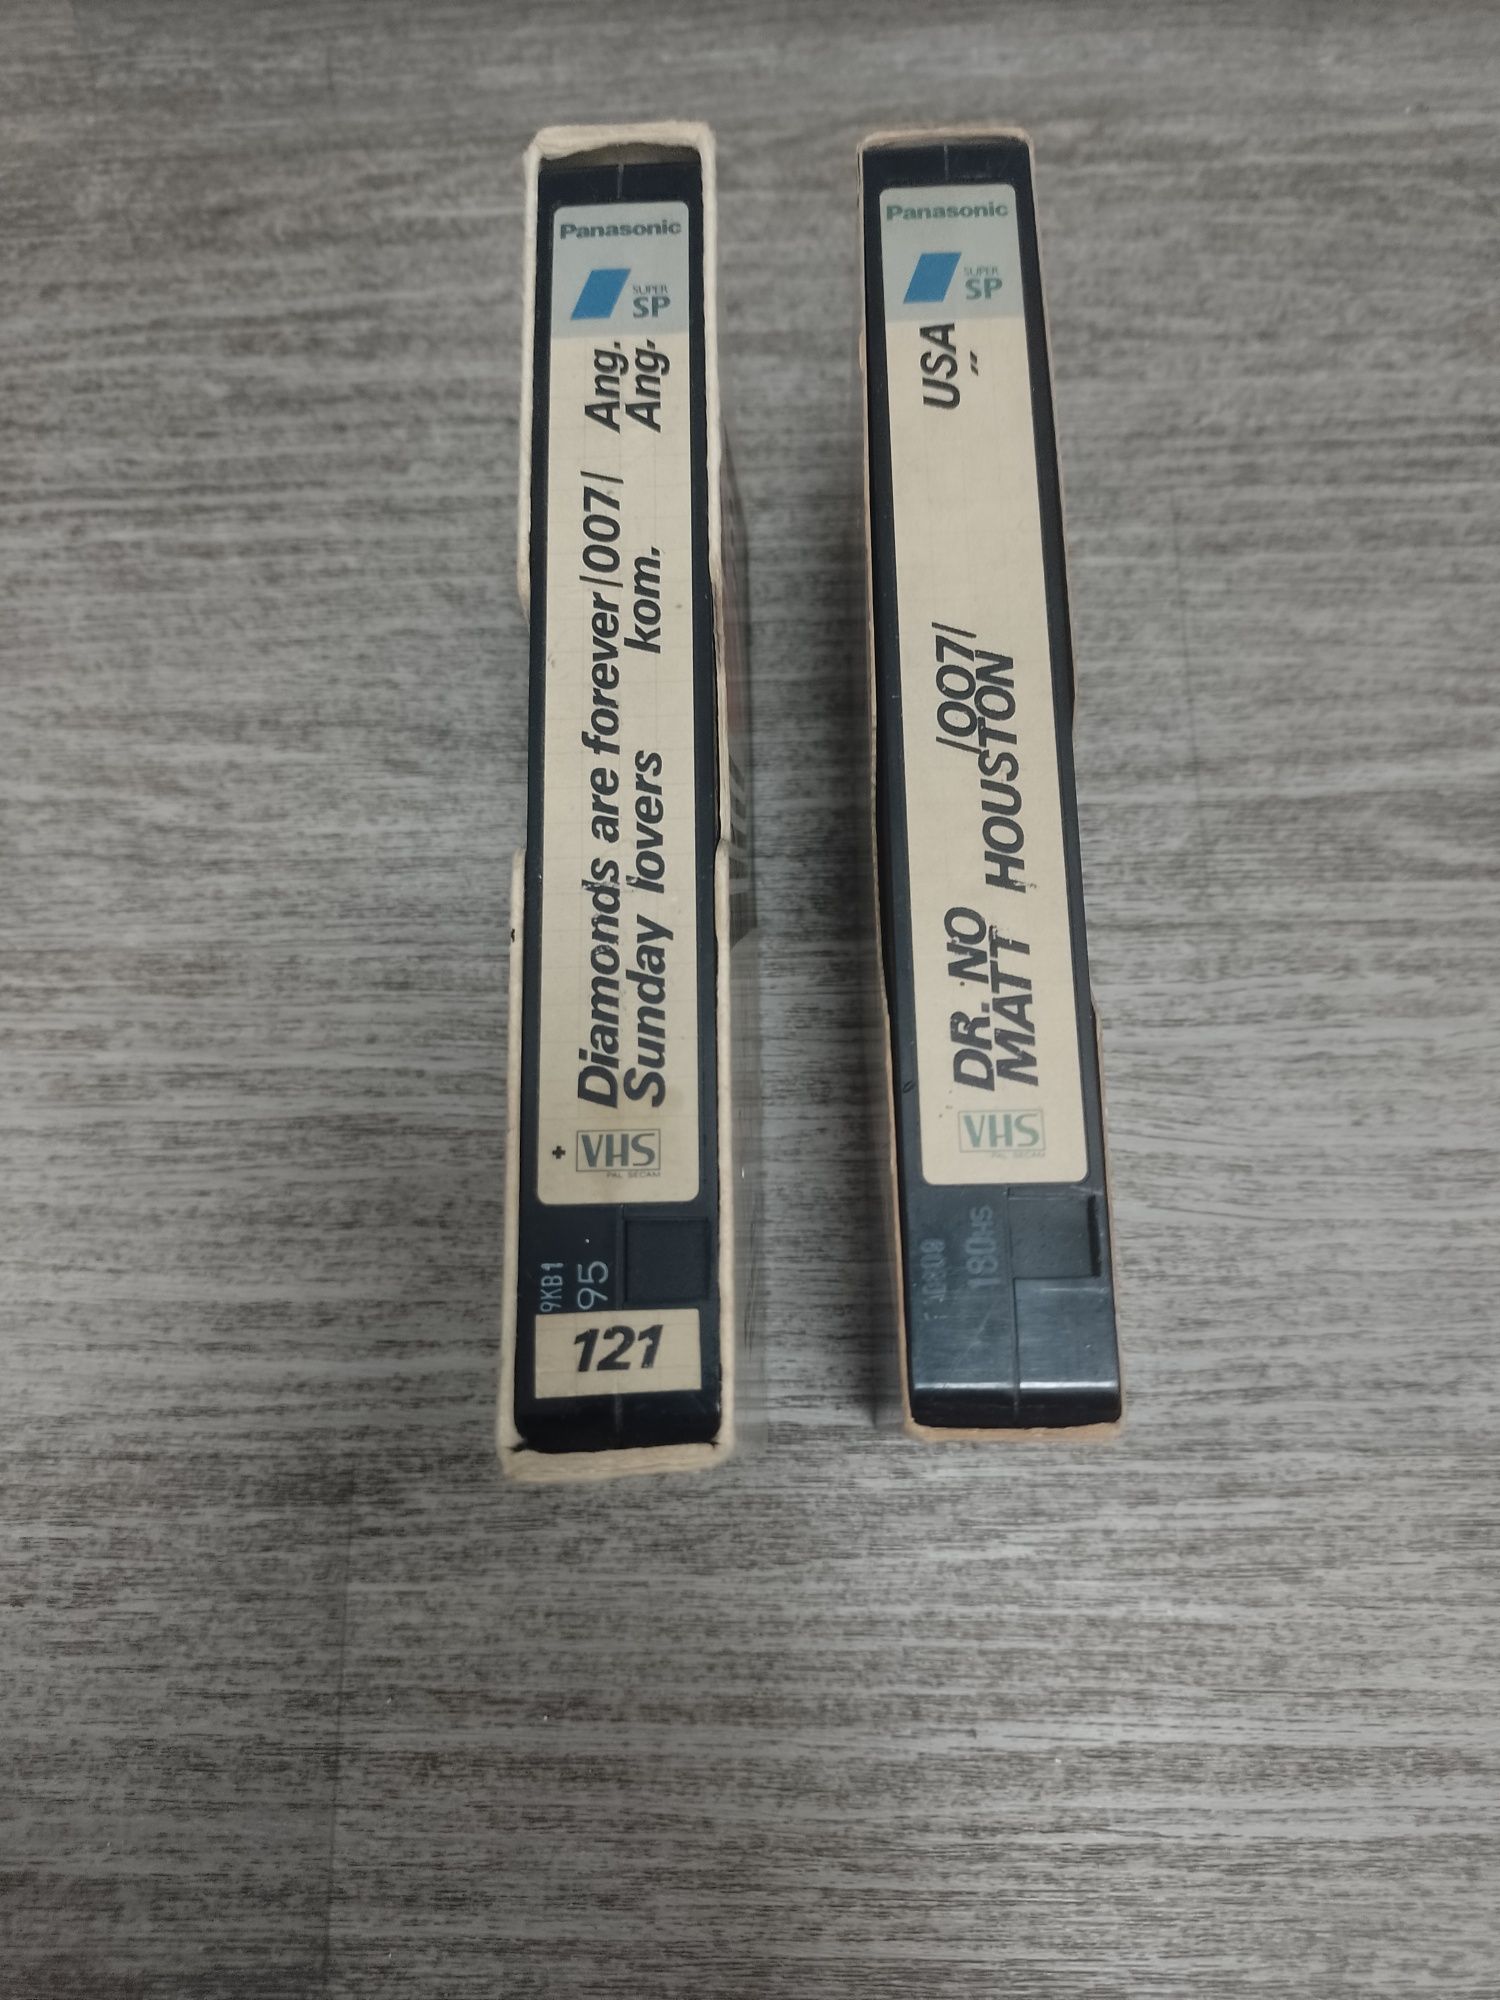 Panasonic
SUPER
SP
Diamonds are forever/007/ Ang.
Sunday lovers kom. Ang.
VHS
PAL SECAM
9KB1
95
121
Panasonic
SUPER
SP
DR. NO /007/ USA
MATT HOUSTON "
VHS
PAL SECAM
180HS